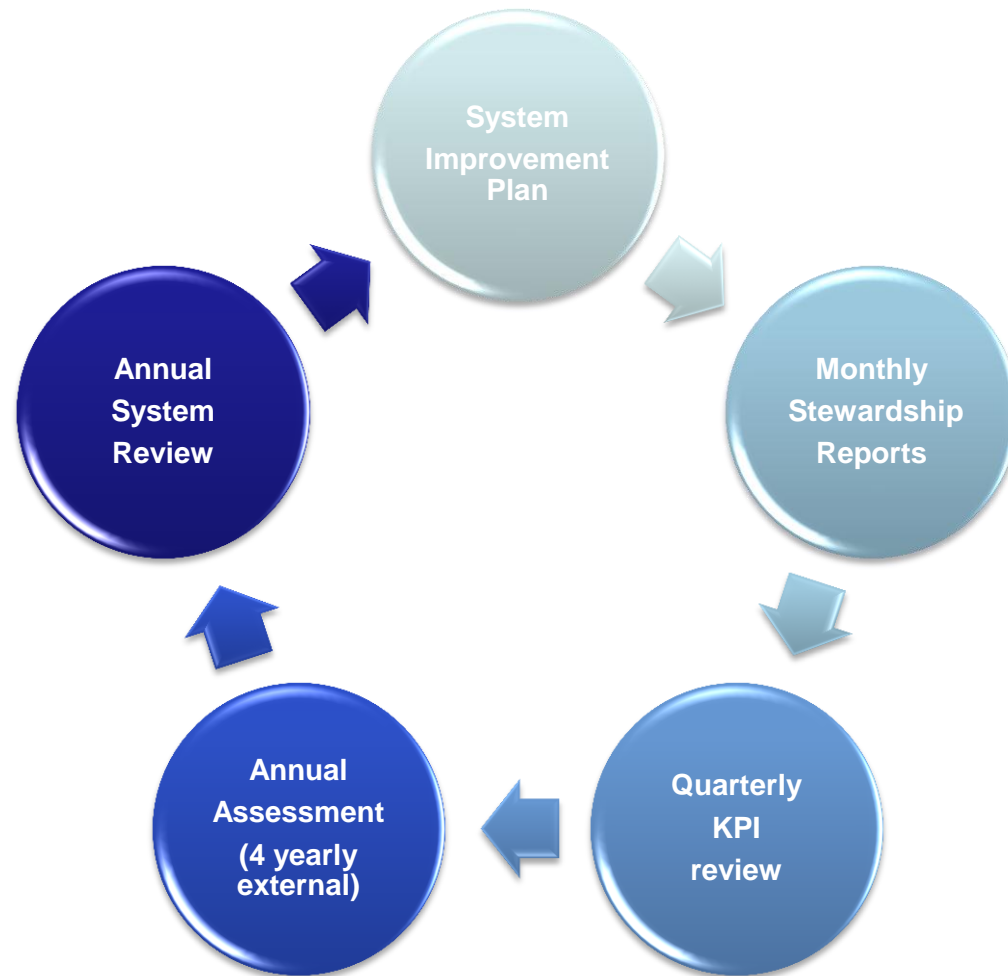 System
Improvement
Plan
Monthly
Stewardship
Reports
Quarterly
KPI
review
Annual
Assessment
(4 yearly
external)
Annual
System
Review